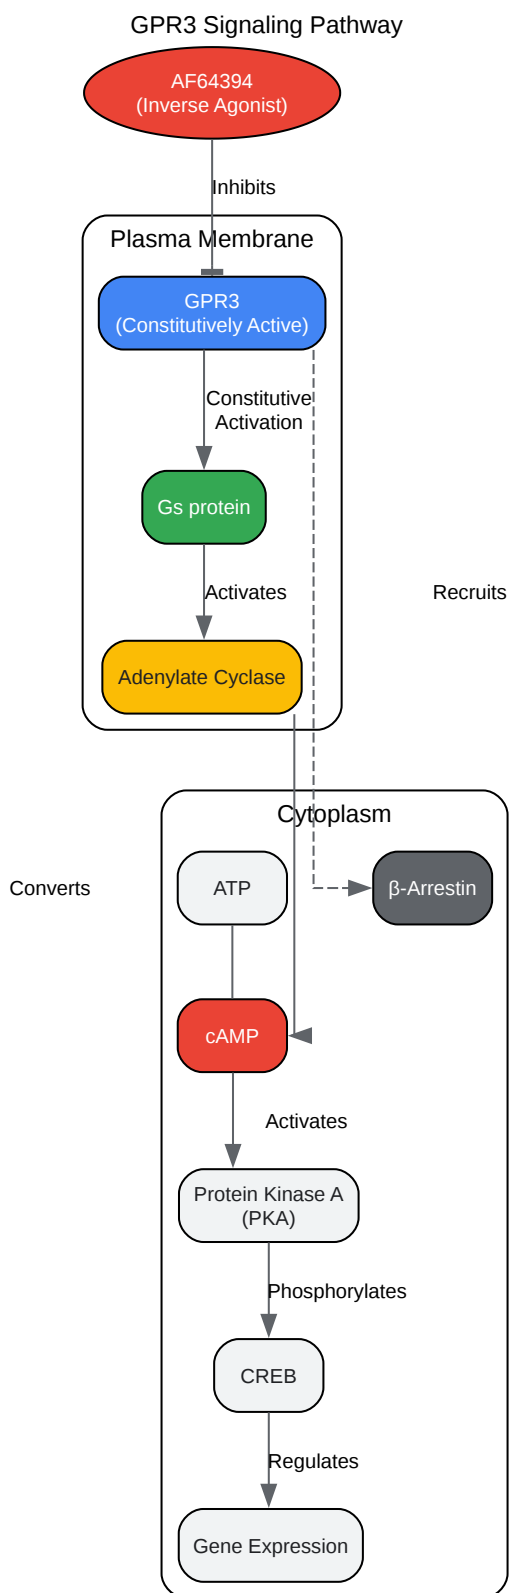 GPR3 Signaling Pathway
AF64394
(Inverse Agonist)
Inhibits
Plasma Membrane
GPR3
(Constitutively Active)
Constitutive
Activation
Gs protein
Activates
Recruits
Adenylate Cyclase
Cytoplasm
Converts
ATP
β-Arrestin
cAMP
Activates
Protein Kinase A
(PKA)
Phosphorylates
CREB
Regulates
Gene Expression